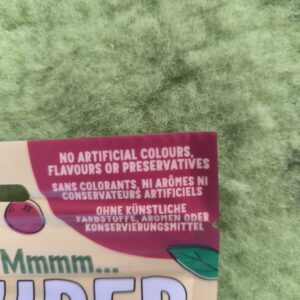 NO ARTIFICIAL COLOURS,
FLAVOURS OR PRESERVATIVES
SANS COLORANTS, NI ARÔMES NI
CONSERVATEURS ARTIFICIELS
OHNE KÜNSTLICHE
FARBSTOFFE, AROMEN ODER
KONSERVIERUNGSMITTEL
Mmmm...